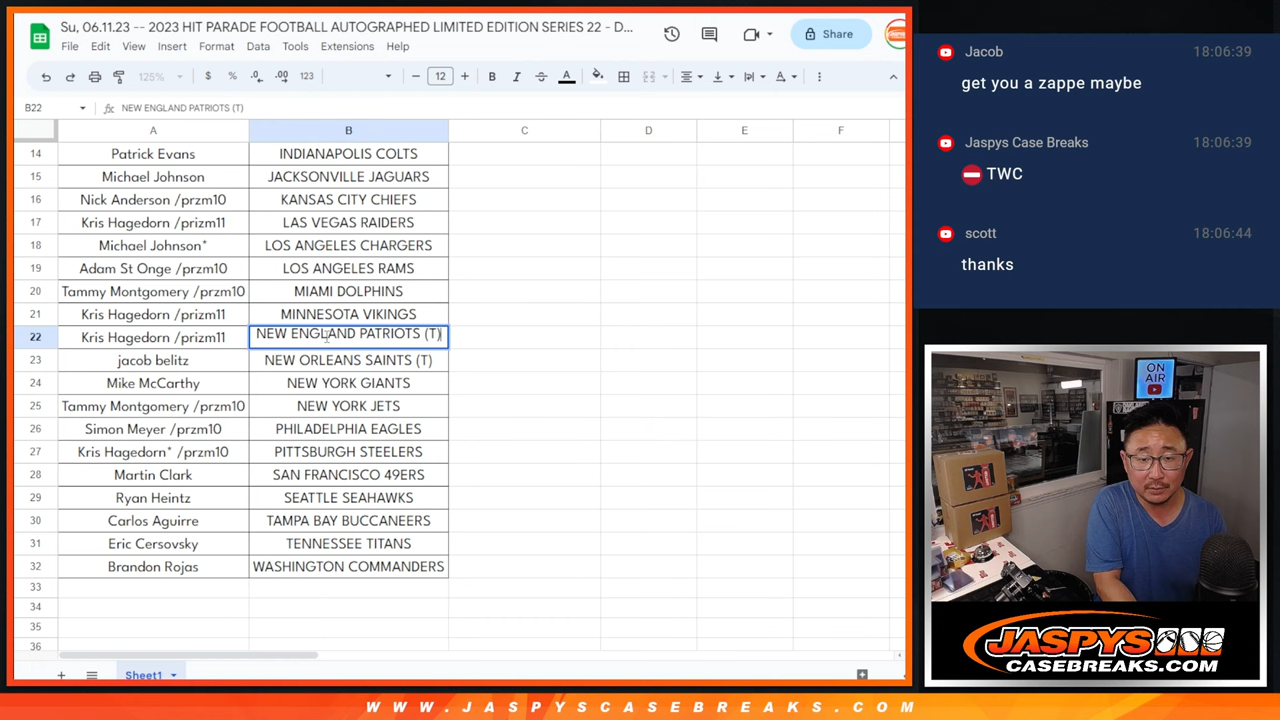 Su, 06.11.23 -- 2023 HIT PARADE FOOTBALL AUTOGRAPHED LIMITED EDITION SERIES 22 - D...
File Edit View Insert Format Data Tools Extensions Help
Share
125% $ % .0 .00 123 12 B I A
B22 fx NEW ENGLAND PATRIOTS (T)
A B C D E F
14 Patrick Evans INDIANAPOLIS COLTS
15 Michael Johnson JACKSONVILLE JAGUARS
16 Nick Anderson /przm10 KANSAS CITY CHIEFS
17 Kris Hagedorn /prizm11 LAS VEGAS RAIDERS
18 Michael Johnson* LOS ANGELES CHARGERS
19 Adam St Onge /przm10 LOS ANGELES RAMS
20 Tammy Montgomery /przm10 MIAMI DOLPHINS
21 Kris Hagedorn /prizm11 MINNESOTA VIKINGS
22 Kris Hagedorn /prizm11 NEW ENGLAND PATRIOTS (T)
23 jacob belitz NEW ORLEANS SAINTS (T)
24 Mike McCarthy NEW YORK GIANTS
25 Tammy Montgomery /przm10 NEW YORK JETS
26 Simon Meyer /przm10 PHILADELPHIA EAGLES
27 Kris Hagedorn* /przm10 PITTSBURGH STEELERS
28 Martin Clark SAN FRANCISCO 49ERS
29 Ryan Heintz SEATTLE SEAHAWKS
30 Carlos Aguirre TAMPA BAY BUCCANEERS
31 Eric Cersovsky TENNESSEE TITANS
32 Brandon Rojas WASHINGTON COMMANDERS
33
34
35
36
Sheet1
Jacob 18:06:39
get you a zappe maybe
Jaspys Case Breaks 18:06:39
TWC
scott 18:06:44
thanks
ON AIR
JASPYS
CASEBREAKS.COM
WWW.JASPYSCASEBREAKS.COM